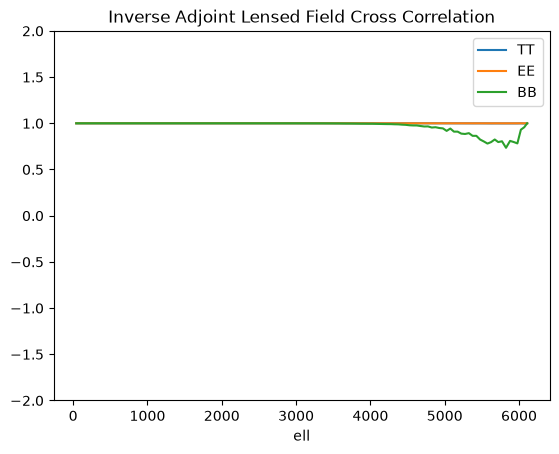 Inverse Adjoint Lensed Field Cross Correlation
2.0
1.5
1.0
0.5
0.0
−0.5
−1.0
−1.5
−2.0
TT
EE
BB
0 1000 2000 3000 4000 5000 6000
ell